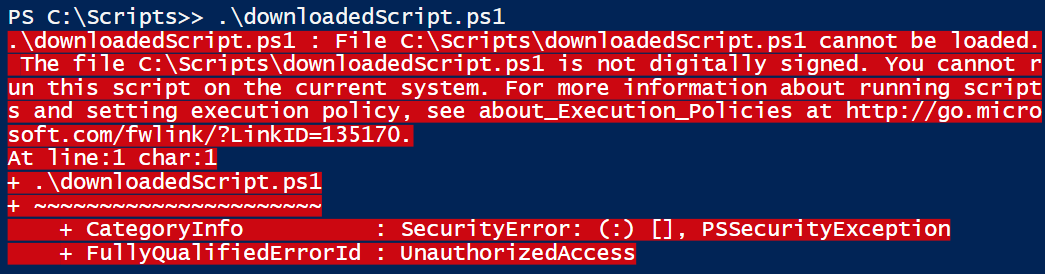 PS C:\Scripts>> .\downloadedScript.ps1
.\downloadedScript.ps1 : File C:\Scripts\downloadedScript.ps1 cannot be loaded.
 The file C:\Scripts\downloadedScript.ps1 is not digitally signed. You cannot r
un this script on the current system. For more information about running script
s and setting execution policy, see about_Execution_Policies at http://go.micro
soft.com/fwlink/?LinkID=135170.
At line:1 char:1
+ .\downloadedScript.ps1
+ ~~~~~~~~~~~~~~~~~~~~~~
    + CategoryInfo          : SecurityError: (:) [], PSSecurityException
    + FullyQualifiedErrorId : UnauthorizedAccess